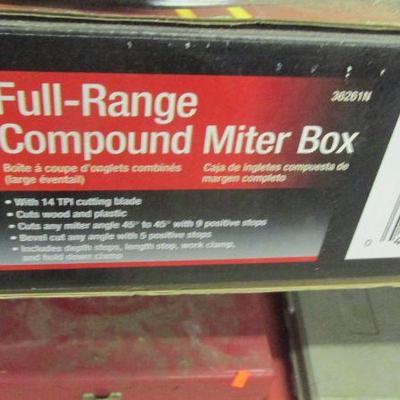 Full-Range
36261N
Compound Miter Box
Boîte à coupe d'onglets combinés
(large éventail)
Caja de ingletes compuesta de
margen completo
• With 14 TPI cutting blade
• Cuts wood and plastic
• Cuts any miter angle 45° to 45° with 9 positive stops
• Bevel cut any angle with 5 positive stops
• Includes depth stops, length stop, work clamp,
and hold down clamp
0